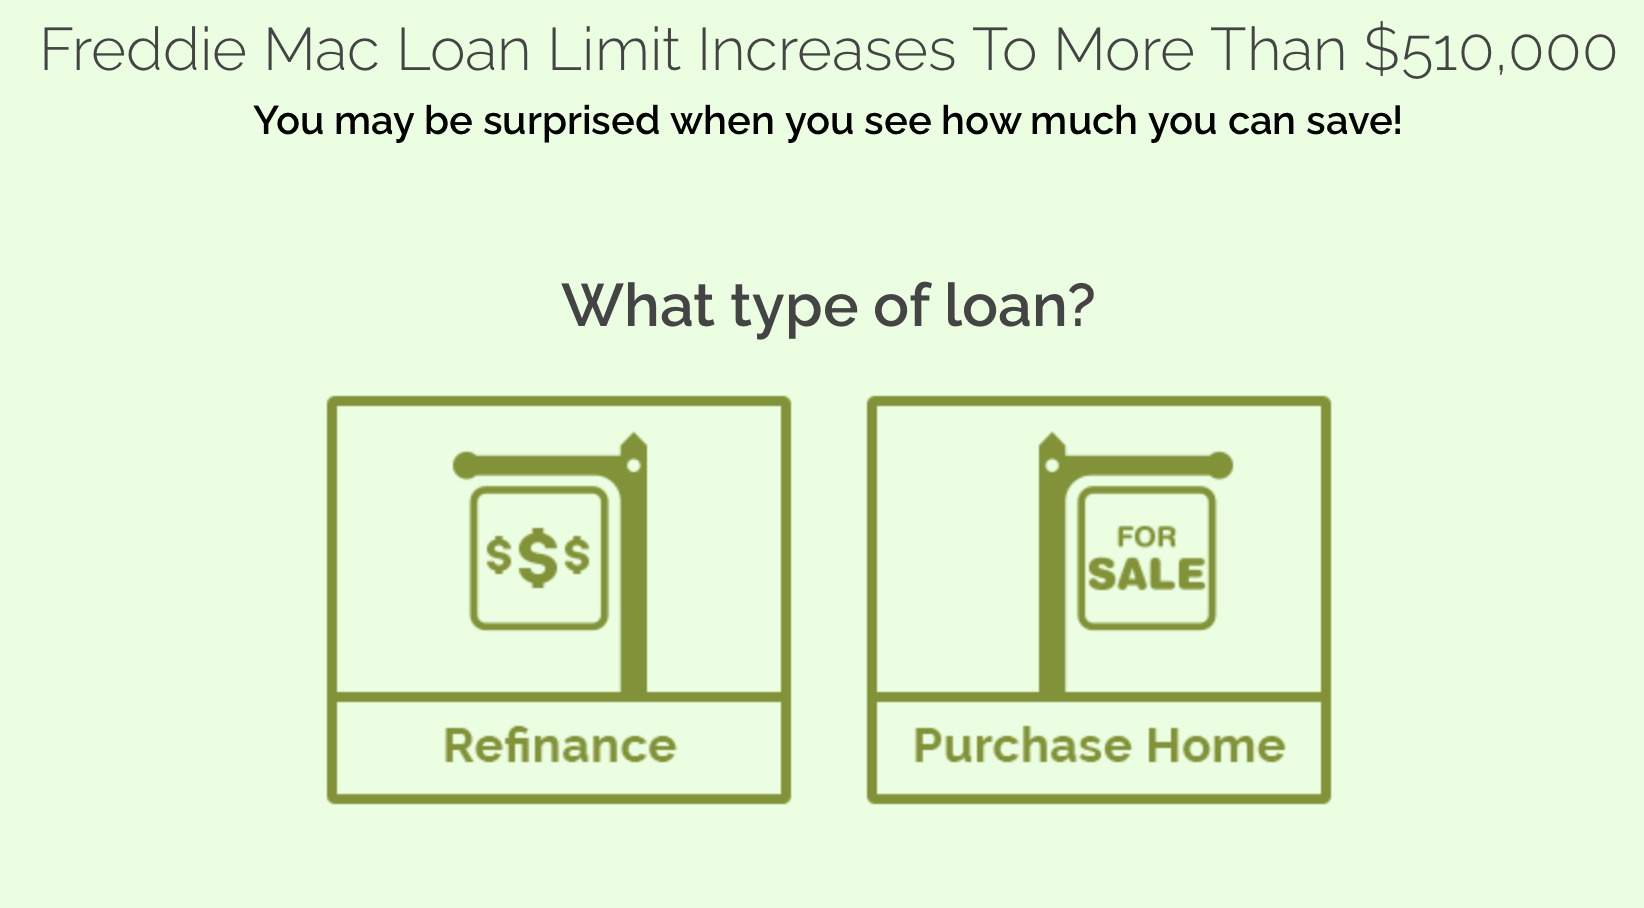 Freddie Mac Loan Limit Increases To More Than $510,000
You may be surprised when you see how much you can save!
What type of loan?
$$$
Refinance
FOR
SALE
Purchase Home